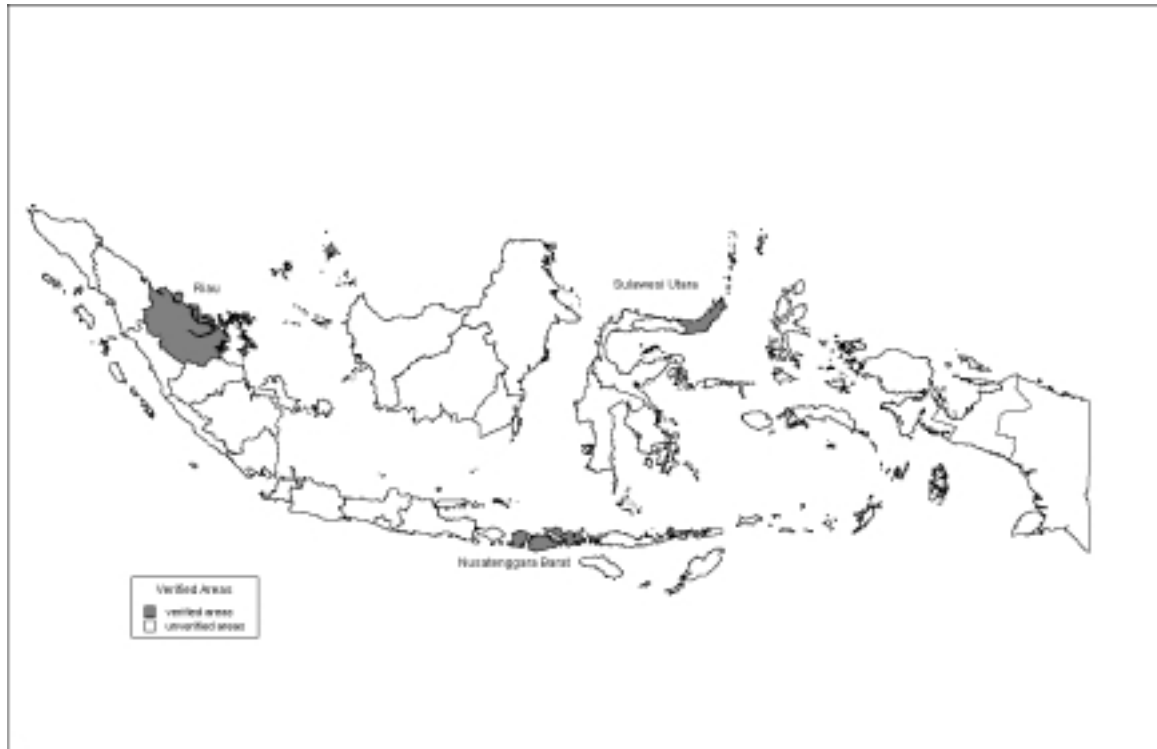 Riau
Sulawesi Utara
Nusatenggara Barat
Verified Areas
verified areas
unverified areas